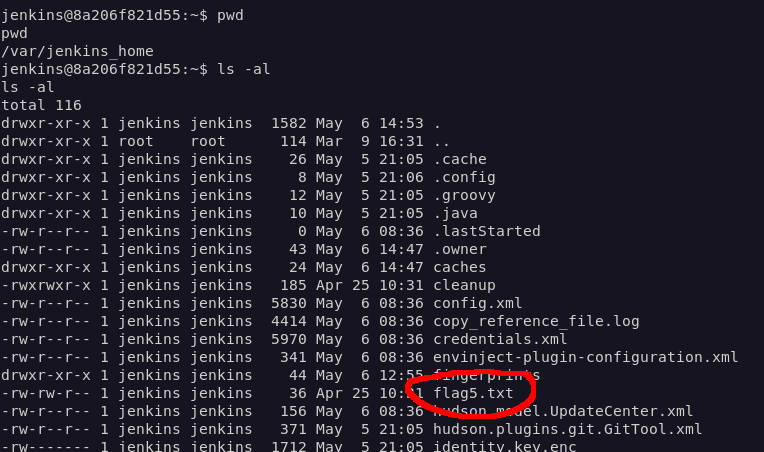 jenkins@8a206f821d55:~$ pwd
pwd
/var/jenkins_home
jenkins@8a206f821d55:~$ ls -al
ls -al
total 116
drwxr-xr-x 1 jenkins jenkins  1582 May  6 14:53 .
drwxr-xr-x 1 root    root      114 Mar  9 16:31 ..
drwxr-xr-x 1 jenkins jenkins    26 May  5 21:05 .cache
drwxr-xr-x 1 jenkins jenkins     8 May  5 21:06 .config
drwxr-xr-x 1 jenkins jenkins    12 May  5 21:05 .groovy
drwxr-xr-x 1 jenkins jenkins    10 May  5 21:05 .java
-rw-r--r-- 1 jenkins jenkins     0 May  6 08:36 .lastStarted
-rw-r--r-- 1 jenkins jenkins    43 May  6 14:47 .owner
drwxr-xr-x 1 jenkins jenkins    24 May  6 14:47 caches
-rwxrwxr-x 1 jenkins jenkins   185 Apr 25 10:31 cleanup
-rw-r--r-- 1 jenkins jenkins  5830 May  6 08:36 config.xml
-rw-r--r-- 1 jenkins jenkins  4414 May  6 08:36 copy_reference_file.log
-rw-r--r-- 1 jenkins jenkins  5970 May  6 08:36 credentials.xml
-rw-r--r-- 1 jenkins jenkins   341 May  6 08:36 envinject-plugin-configuration.xml
drwxr-xr-x 1 jenkins jenkins    44 May  6 12:55 fingerprints
-rw-rw-r-- 1 jenkins jenkins    36 Apr 25 10:31 flag5.txt
-rw-r--r-- 1 jenkins jenkins   156 May  6 08:36 hudson.model.UpdateCenter.xml
-rw-r--r-- 1 jenkins jenkins   371 May  5 21:05 hudson.plugins.git.GitTool.xml
-rw------- 1 jenkins jenkins  1712 May  5 21:05 identity.key.enc